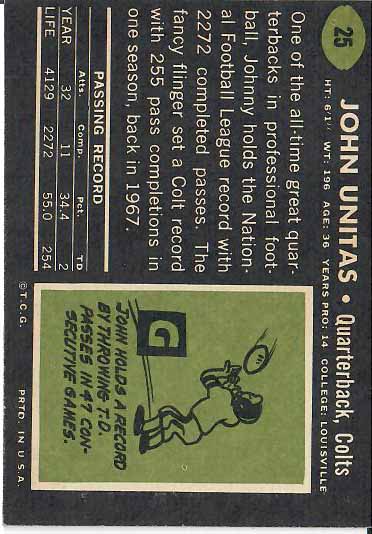 25
JOHN UNITAS • Quarterback, Colts
HT: 6'1" WT: 196 AGE: 36 YEARS PRO: 14 COLLEGE: LOUISVILLE
One of the all-time great quar-
terbacks in professional foot-
ball, Johnny holds the Nation-
al Football League record with
2272 completed passes. The
fancy flinger set a Colt record
with 255 pass completions in
one season, back in 1967.
PASSING RECORD
Atts. Comp. Pct. TD
YEAR 32 11 34.4 2
LIFE 4129 2272 55.0 254
G
JOHN HOLDS A RECORD
BY THROWING T.D.
PASSES IN 47 CON-
SECUTIVE GAMES.
©T.C.G. PRTD. IN U.S.A.